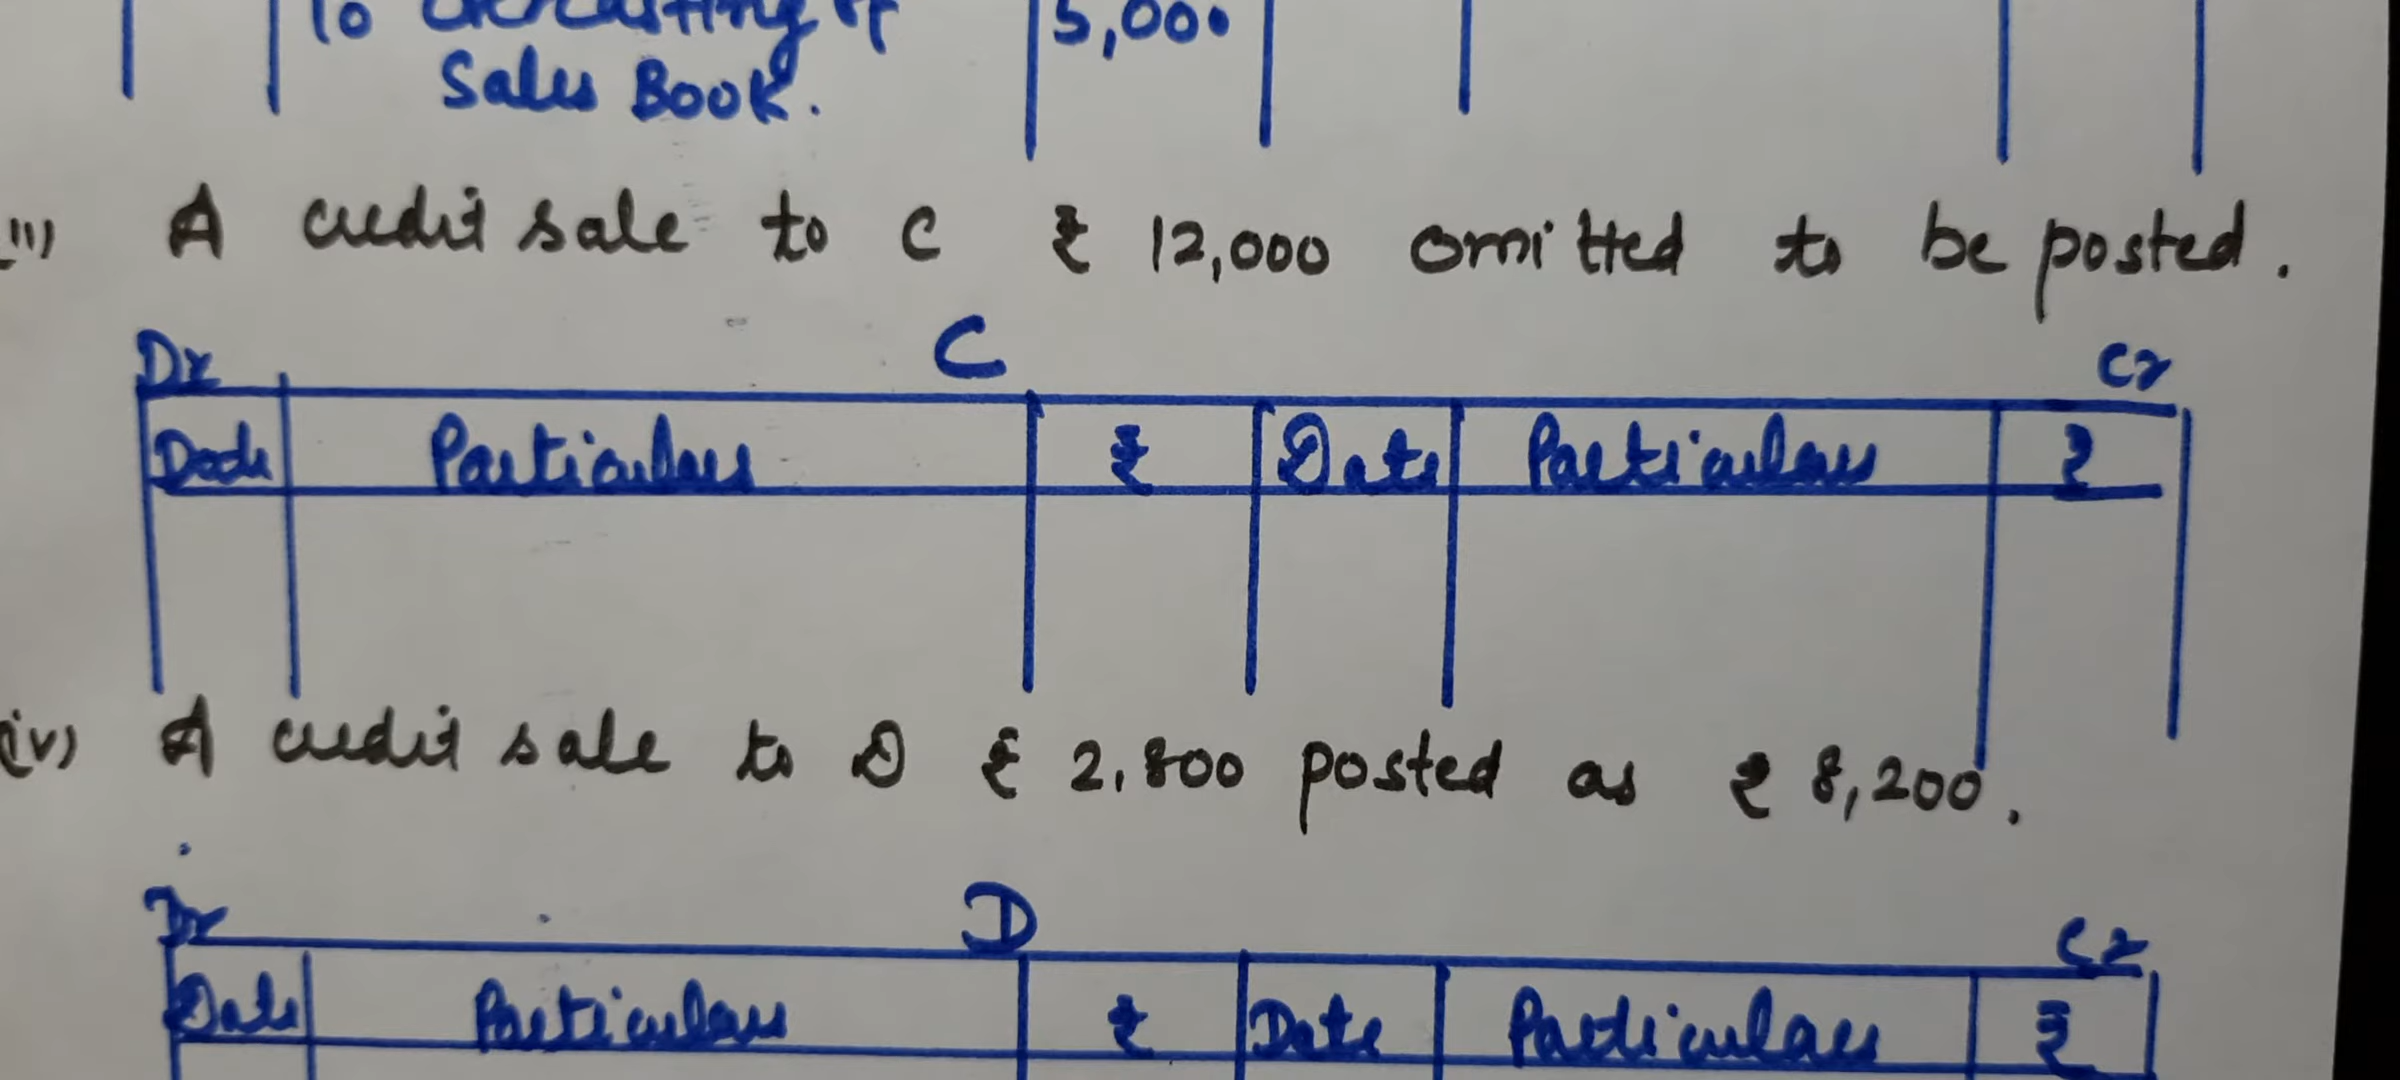 To 5,000
Sales Book.
iii) A credit sale to C ₹ 12,000 omitted to be posted.
Dr C Cr
Date Particulars ₹ Date Particulars ₹
(iv) A credit sale to D ₹ 2,800 posted as ₹ 8,200.
Dr D Cr
Date Particulars ₹ Date Particulars ₹